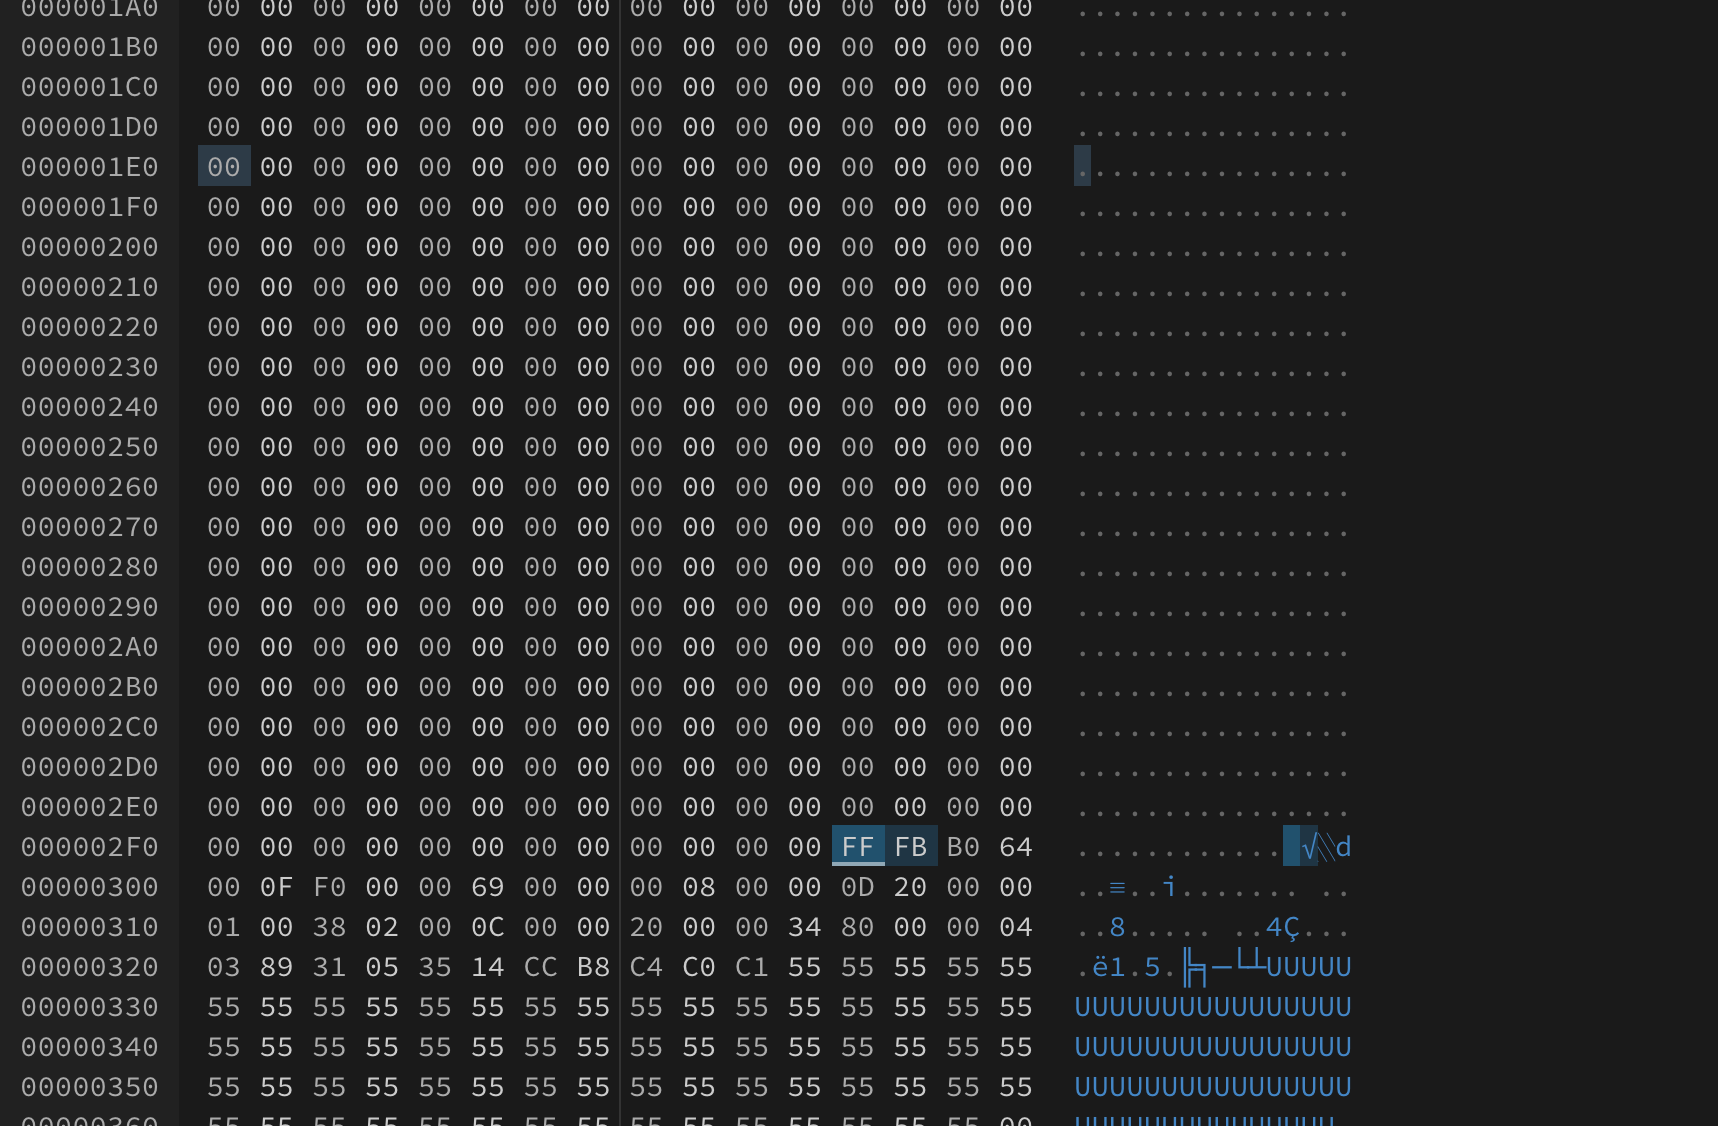 000001A0 00 00 00 00 00 00 00 00 00 00 00 00 00 00 00 00 ................
000001B0 00 00 00 00 00 00 00 00 00 00 00 00 00 00 00 00 ................
000001C0 00 00 00 00 00 00 00 00 00 00 00 00 00 00 00 00 ................
000001D0 00 00 00 00 00 00 00 00 00 00 00 00 00 00 00 00 ................
000001E0 00 00 00 00 00 00 00 00 00 00 00 00 00 00 00 00 ................
000001F0 00 00 00 00 00 00 00 00 00 00 00 00 00 00 00 00 ................
00000200 00 00 00 00 00 00 00 00 00 00 00 00 00 00 00 00 ................
00000210 00 00 00 00 00 00 00 00 00 00 00 00 00 00 00 00 ................
00000220 00 00 00 00 00 00 00 00 00 00 00 00 00 00 00 00 ................
00000230 00 00 00 00 00 00 00 00 00 00 00 00 00 00 00 00 ................
00000240 00 00 00 00 00 00 00 00 00 00 00 00 00 00 00 00 ................
00000250 00 00 00 00 00 00 00 00 00 00 00 00 00 00 00 00 ................
00000260 00 00 00 00 00 00 00 00 00 00 00 00 00 00 00 00 ................
00000270 00 00 00 00 00 00 00 00 00 00 00 00 00 00 00 00 ................
00000280 00 00 00 00 00 00 00 00 00 00 00 00 00 00 00 00 ................
00000290 00 00 00 00 00 00 00 00 00 00 00 00 00 00 00 00 ................
000002A0 00 00 00 00 00 00 00 00 00 00 00 00 00 00 00 00 ................
000002B0 00 00 00 00 00 00 00 00 00 00 00 00 00 00 00 00 ................
000002C0 00 00 00 00 00 00 00 00 00 00 00 00 00 00 00 00 ................
000002D0 00 00 00 00 00 00 00 00 00 00 00 00 00 00 00 00 ................
000002E0 00 00 00 00 00 00 00 00 00 00 00 00 00 00 00 00 ................
000002F0 00 00 00 00 00 00 00 00 00 00 00 00 FF FB B0 64 ............ √░d
00000300 00 0F F0 00 00 69 00 00 00 08 00 00 0D 20 00 00 ..≡..i....... ..
00000310 01 00 38 02 00 0C 00 00 20 00 00 34 80 00 00 04 ..8..... ..4Ç...
00000320 03 89 31 05 35 14 CC B8 C4 C0 C1 55 55 55 55 55 .ë1.5.╠╕─└┴UUUUU
00000330 55 55 55 55 55 55 55 55 55 55 55 55 55 55 55 55 UUUUUUUUUUUUUUUU
00000340 55 55 55 55 55 55 55 55 55 55 55 55 55 55 55 55 UUUUUUUUUUUUUUUU
00000350 55 55 55 55 55 55 55 55 55 55 55 55 55 55 55 55 UUUUUUUUUUUUUUUU
00000360 55 55 55 55 55 55 55 55 55 55 55 55 55 55 55 00 UUUUUUUUUUUUUUU